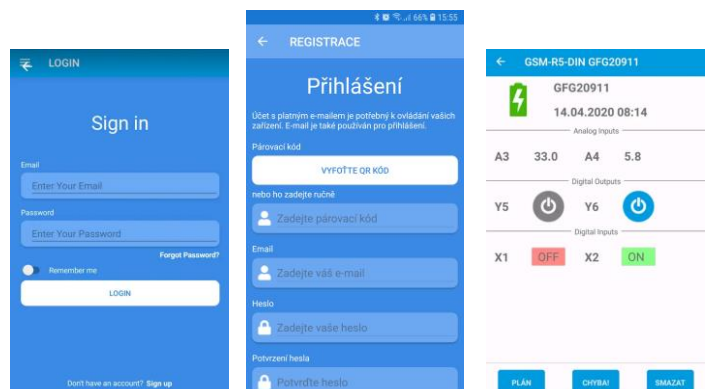 LOGIN
Sign in
Email
Enter Your Email
Password
Enter Your Password
Forgot Password?
Remember me
LOGIN
Don't have an account? Sign up
66% 15:55
REGISTRACE
Přihlášení
Účet s platným e-mailem je potřebný k ovládání vašich
zařízení. E-mail je také používán pro přihlášení.
Párovací kód
VYFOŤTE QR KÓD
nebo ho zadejte ručně
Zadejte párovací kód
Email
Zadejte váš e-mail
Heslo
Zadejte vaše heslo
Potvrzení hesla
Potvrďte heslo
GSM-R5-DIN GFG20911
GFG20911
14.04.2020 08:14
Analog Inputs
A3 33.0 A4 5.8
Digital Outputs
Y5 Y6
Digital Inputs
X1 OFF X2 ON
PLÁN CHYBA! SMAZAT